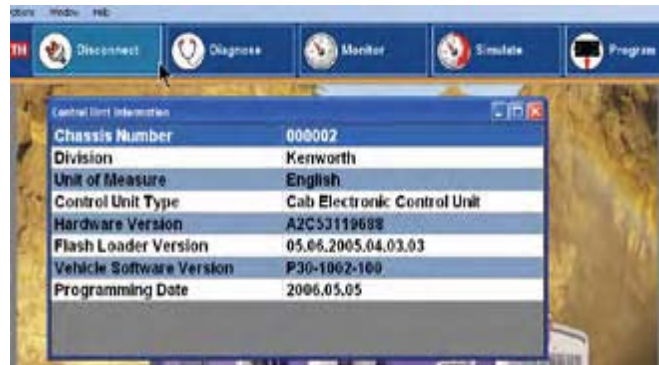 Window Help
TH Disconnect Diagnose Monitor Simulate Program
Control Unit Information
Chassis Number 000002
Division Kenworth
Unit of Measure English
Control Unit Type Cab Electronic Control Unit
Hardware Version A2C53119688
Flash Loader Version 05.06.2005.04.03.03
Vehicle Software Version P30-1002-100
Programming Date 2006.05.05